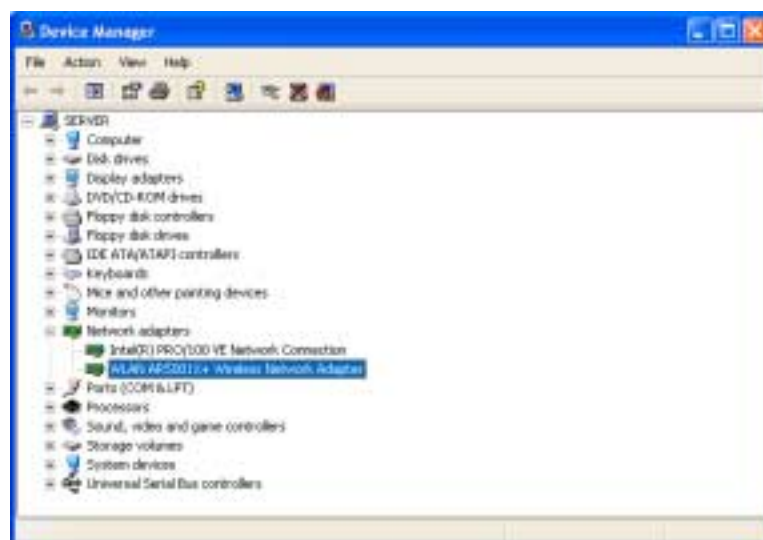 Device Manager
File Action View Help
SERVER
Computer
Disk drives
Display adapters
DVD/CD-ROM drives
Floppy disk controllers
Floppy disk drives
IDE ATA/ATAPI controllers
Keyboards
Mice and other pointing devices
Monitors
Network adapters
Intel(R) PRO/100 VE Network Connection
WLAN Wireless Network Adapter
Ports (COM & LPT)
Processors
Sound, video and game controllers
Storage volumes
System devices
Universal Serial Bus controllers